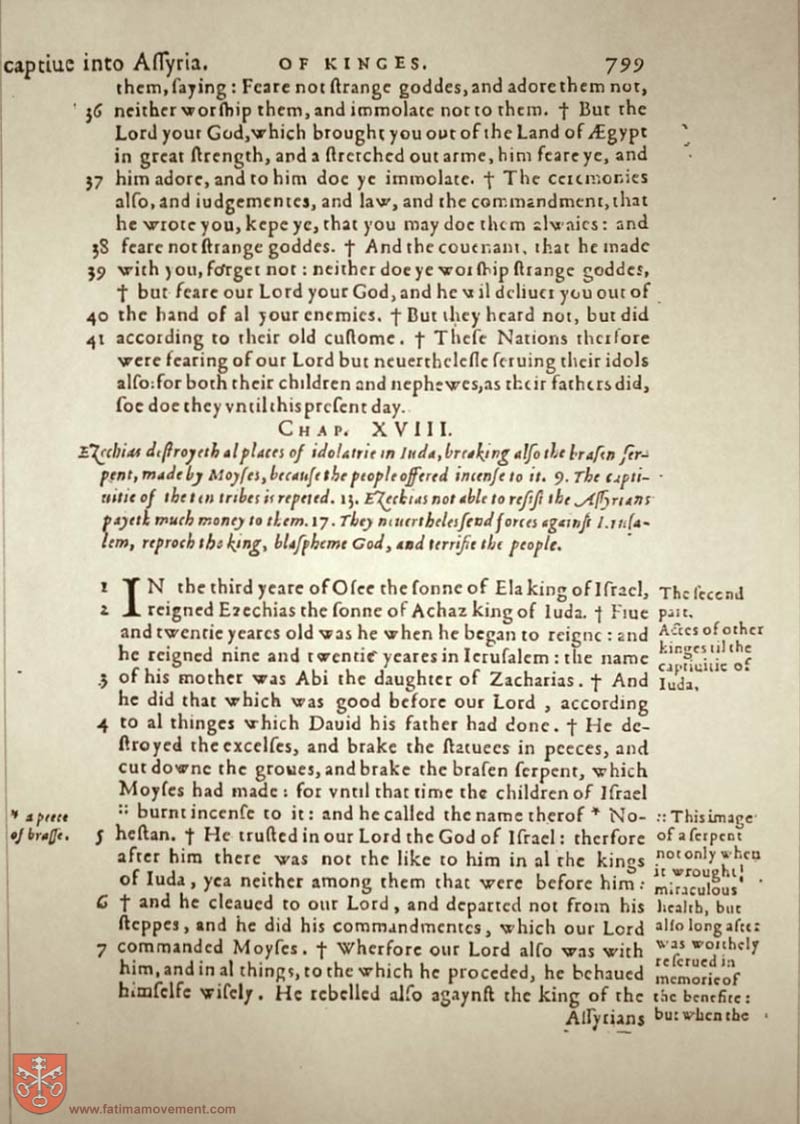 captiue into Aſſyria. OF KINGES. 799
them, ſaying: Feare not ſtrange goddes, and adore them not,
36 neither worſhip them, and immolate not to them. † But the
Lord your God, which brought you out of the Land of Ægypt
in great ſtrength, and a ſtretched out arme, him feare ye, and
37 him adore, and to him doe ye immolate. † The ceremonies
alſo, and iudgementes, and law, and the commandment, that
he wrote you, kepe ye, that you may doe them alwaies: and
38 feare not ſtrange goddes. † And the couenant, that he made
39 with you, forget not: neither doe ye worſhip ſtrange goddes,
† but feare our Lord your God, and he wil deliuer you out of
40 the hand of al your enemies. † But they heard not, but did
41 according to their old cuſtome. † Theſe Nations therfore
were fearing of our Lord but neuertheleſſe ſeruing their idols
alſo: for both their children and nephewes, as their fathers did,
ſoe doe they vntil this preſent day.
CHAP. XVIII.
Ezechias deſtroyeth al places of idolatrie in Iuda, breaking alſo the braſen ſer-
pent, made by Moyſes, becauſe the people offered incenſe to it. 9. The capti-
uitie of the ten tribes is repeted. 13. Ezechias not able to reſiſt the Aſſyrians
payeth much money to them. 17. They neuertheles ſend forces againſt Ieruſa-
lem, reproch the king, blaſpheme God, and terrifie the people.
1 IN the third yeare of Oſee the ſonne of Ela king of Iſrael,
2 reigned Ezechias the ſonne of Achaz king of Iuda. † Fiue
and twentie yeares old was he when he began to reigne: and
he reigned nine and twentie yeares in Ieruſalem: the name
3 of his mother was Abi the daughter of Zacharias. † And
he did that which was good before our Lord, according
4 to al thinges which Dauid his father had done. † He de-
ſtroyed the excelſes, and brake the ſtatuees in peeces, and
cut downe the groues, and brake the braſen ſerpent, which
Moyſes had made: for vntil that time the children of Iſrael
:: burnt incenſe to it: and he called the name therof * No-
5 heſtan. † He truſted in our Lord the God of Iſrael: therfore
after him there was not the like to him in al the kings
of Iuda, yea neither among them that were before him:
6 † and he cleaued to our Lord, and departed not from his
ſteppes, and he did his commandmentes, which our Lord
7 commanded Moyſes. † Wherfore our Lord alſo was with
him, and in al things, to the which he proceded, he behaued
himſelfe wiſely. He rebelled alſo agaynſt the king of the
Aſſyrians
The ſecond
part.
Actes of other
kinges til the
captiuitie of
Iuda,
* a peece
of braſſe.
:: This image
of a ſerpent
not only when
it wrought
miraculous
health, but
alſo long after
was worthely
reſerued in
memorie of
the benefite:
but when the
www.fatimamovement.com